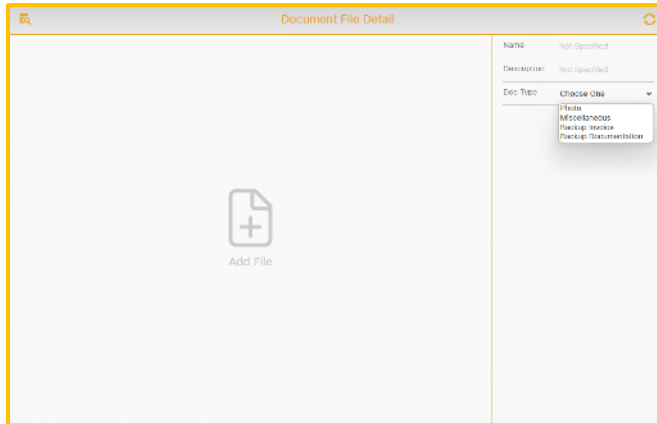 Document File Detail
Name Not Specified
Description Not Specified
Doc Type Choose One
Photo
Miscellaneous
Backup Invoice
Backup Documentation
Add File